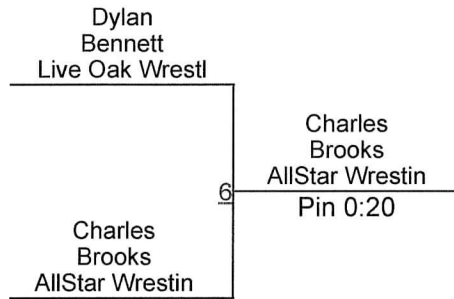 Dylan
Bennett
Live Oak Wrestl
Charles
Brooks
AllStar Wrestin
6
Pin 0:20
Charles
Brooks
AllStar Wrestin